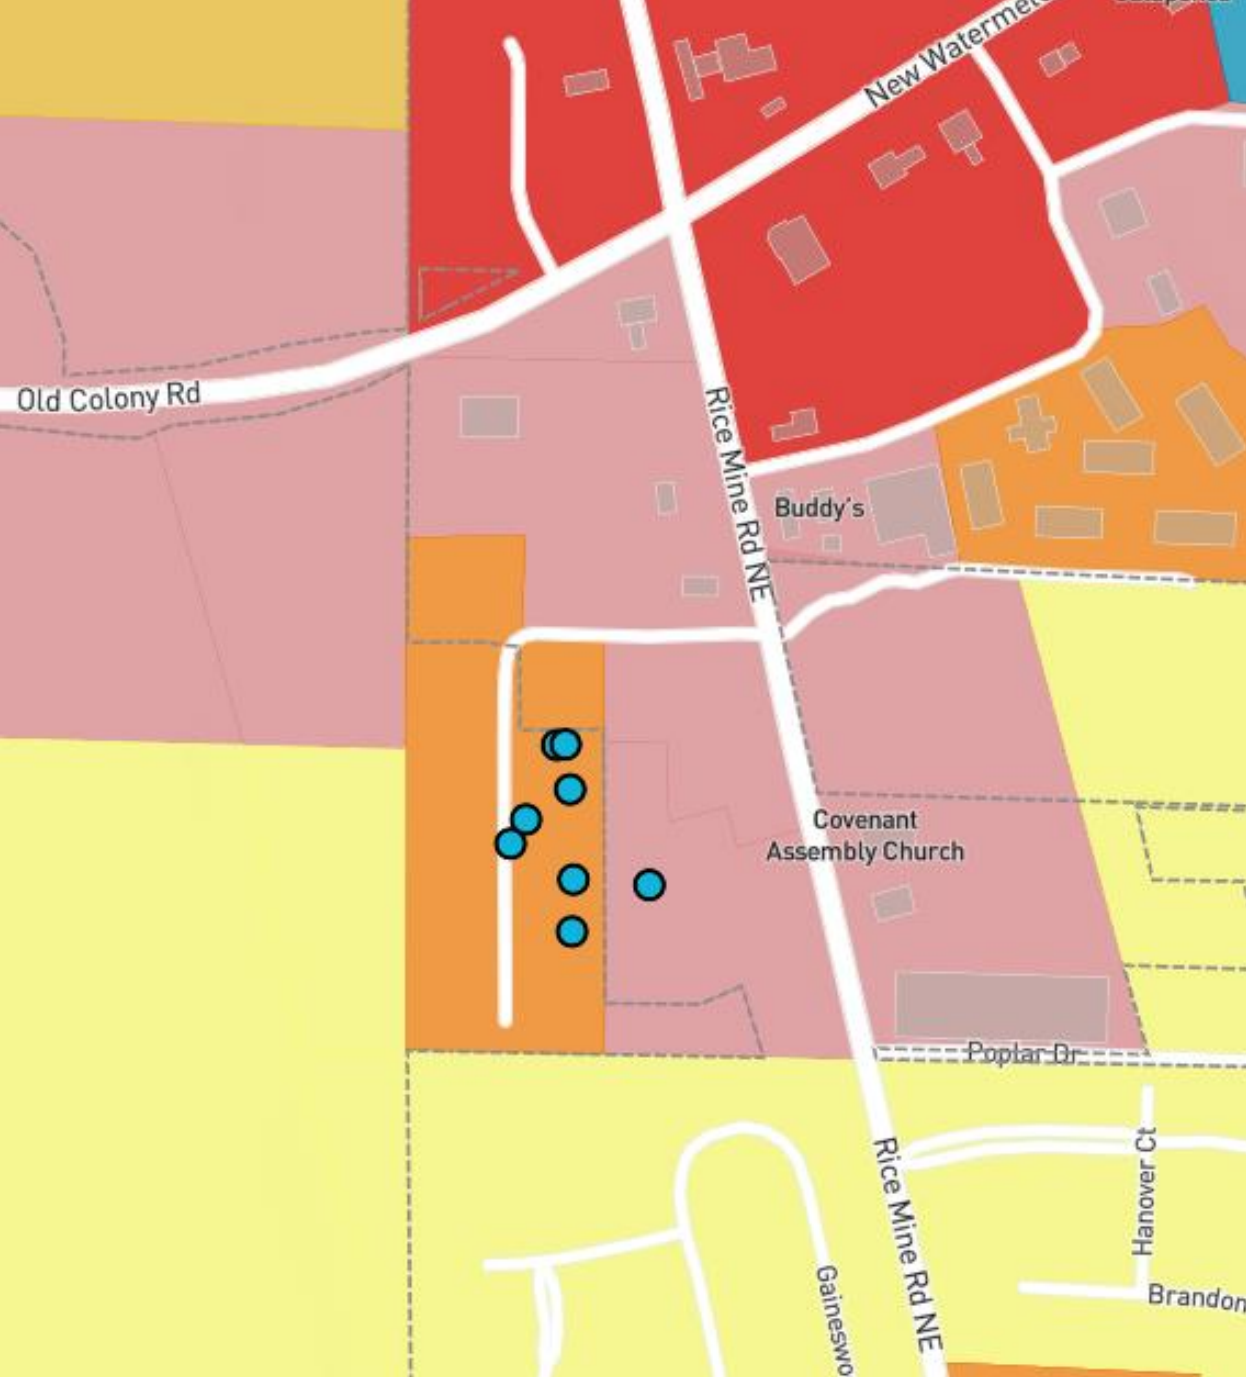 New Waterme
Old Colony Rd
Rice Mine Rd NE
Buddy's
Covenant
Assembly Church
Poplar Dr
Rice Mine Rd NE
Hanover Ct
Gaineswo
Brandon